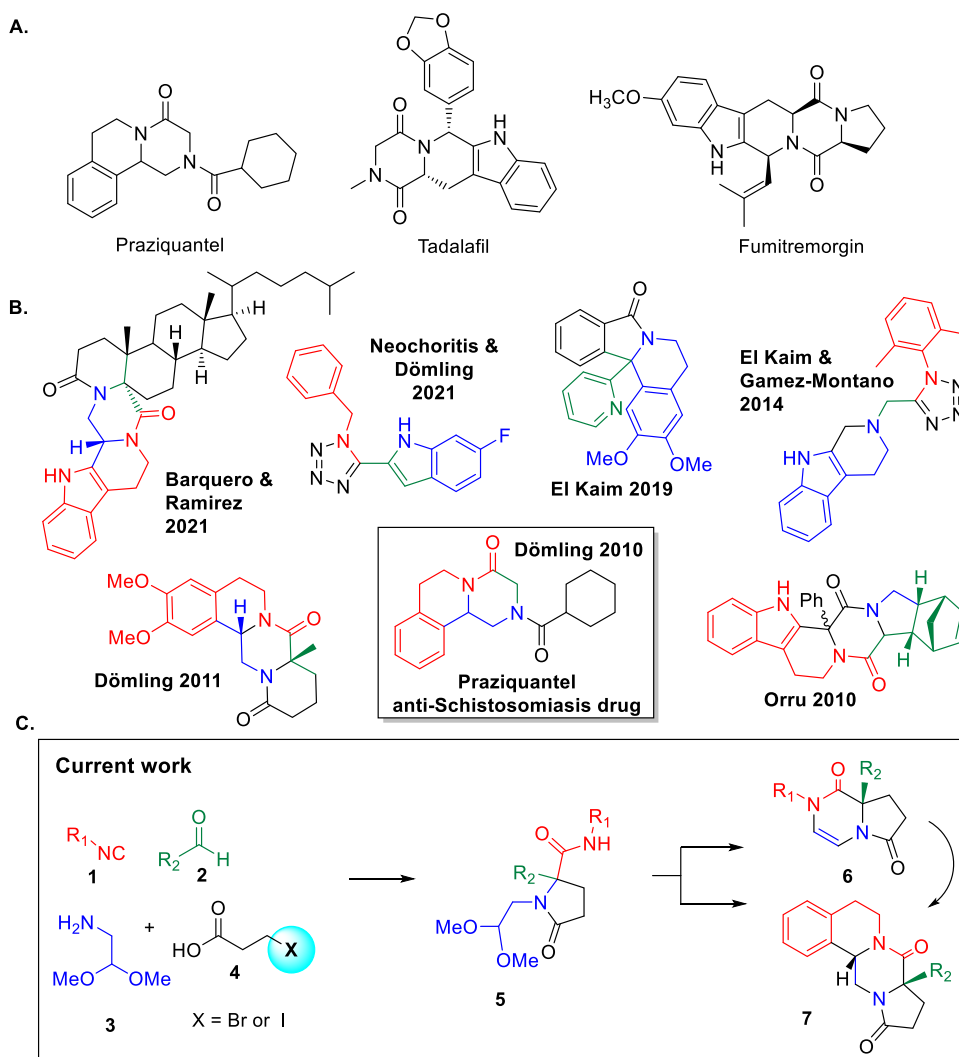 A.
O
N
N
O
Praziquantel
O
O
O
N
N
O
H
N
Tadalafil
H3CO
N
H
O
N
N
O
Fumitremorgin
B.
O
N
O
H
N
HN
Barquero &
Ramirez
2021
Neochoritis &
Dömling
2021
N
N
N=N
H
N
F
O
N
N
MeO
OMe
El Kaim 2019
El Kaim &
Gamez-Montano
2014
N
N
N
N
N
HN
MeO
MeO
H
N
O
N
O
Dömling 2011
Dömling 2010
O
N
N
O
Praziquantel
anti-Schistosomiasis drug
H
N
Ph
O
N
H
H
N
O
Orru 2010
C.
Current work
R1
NC
1
O
R2
2
H2N
MeO
OMe
3
+
O
HO
X
4
X = Br or I
R1
O
NH
R2
N
MeO
OMe
O
5
O
R2
R1
N
N
O
6
N
O
H
R2
N
O
7